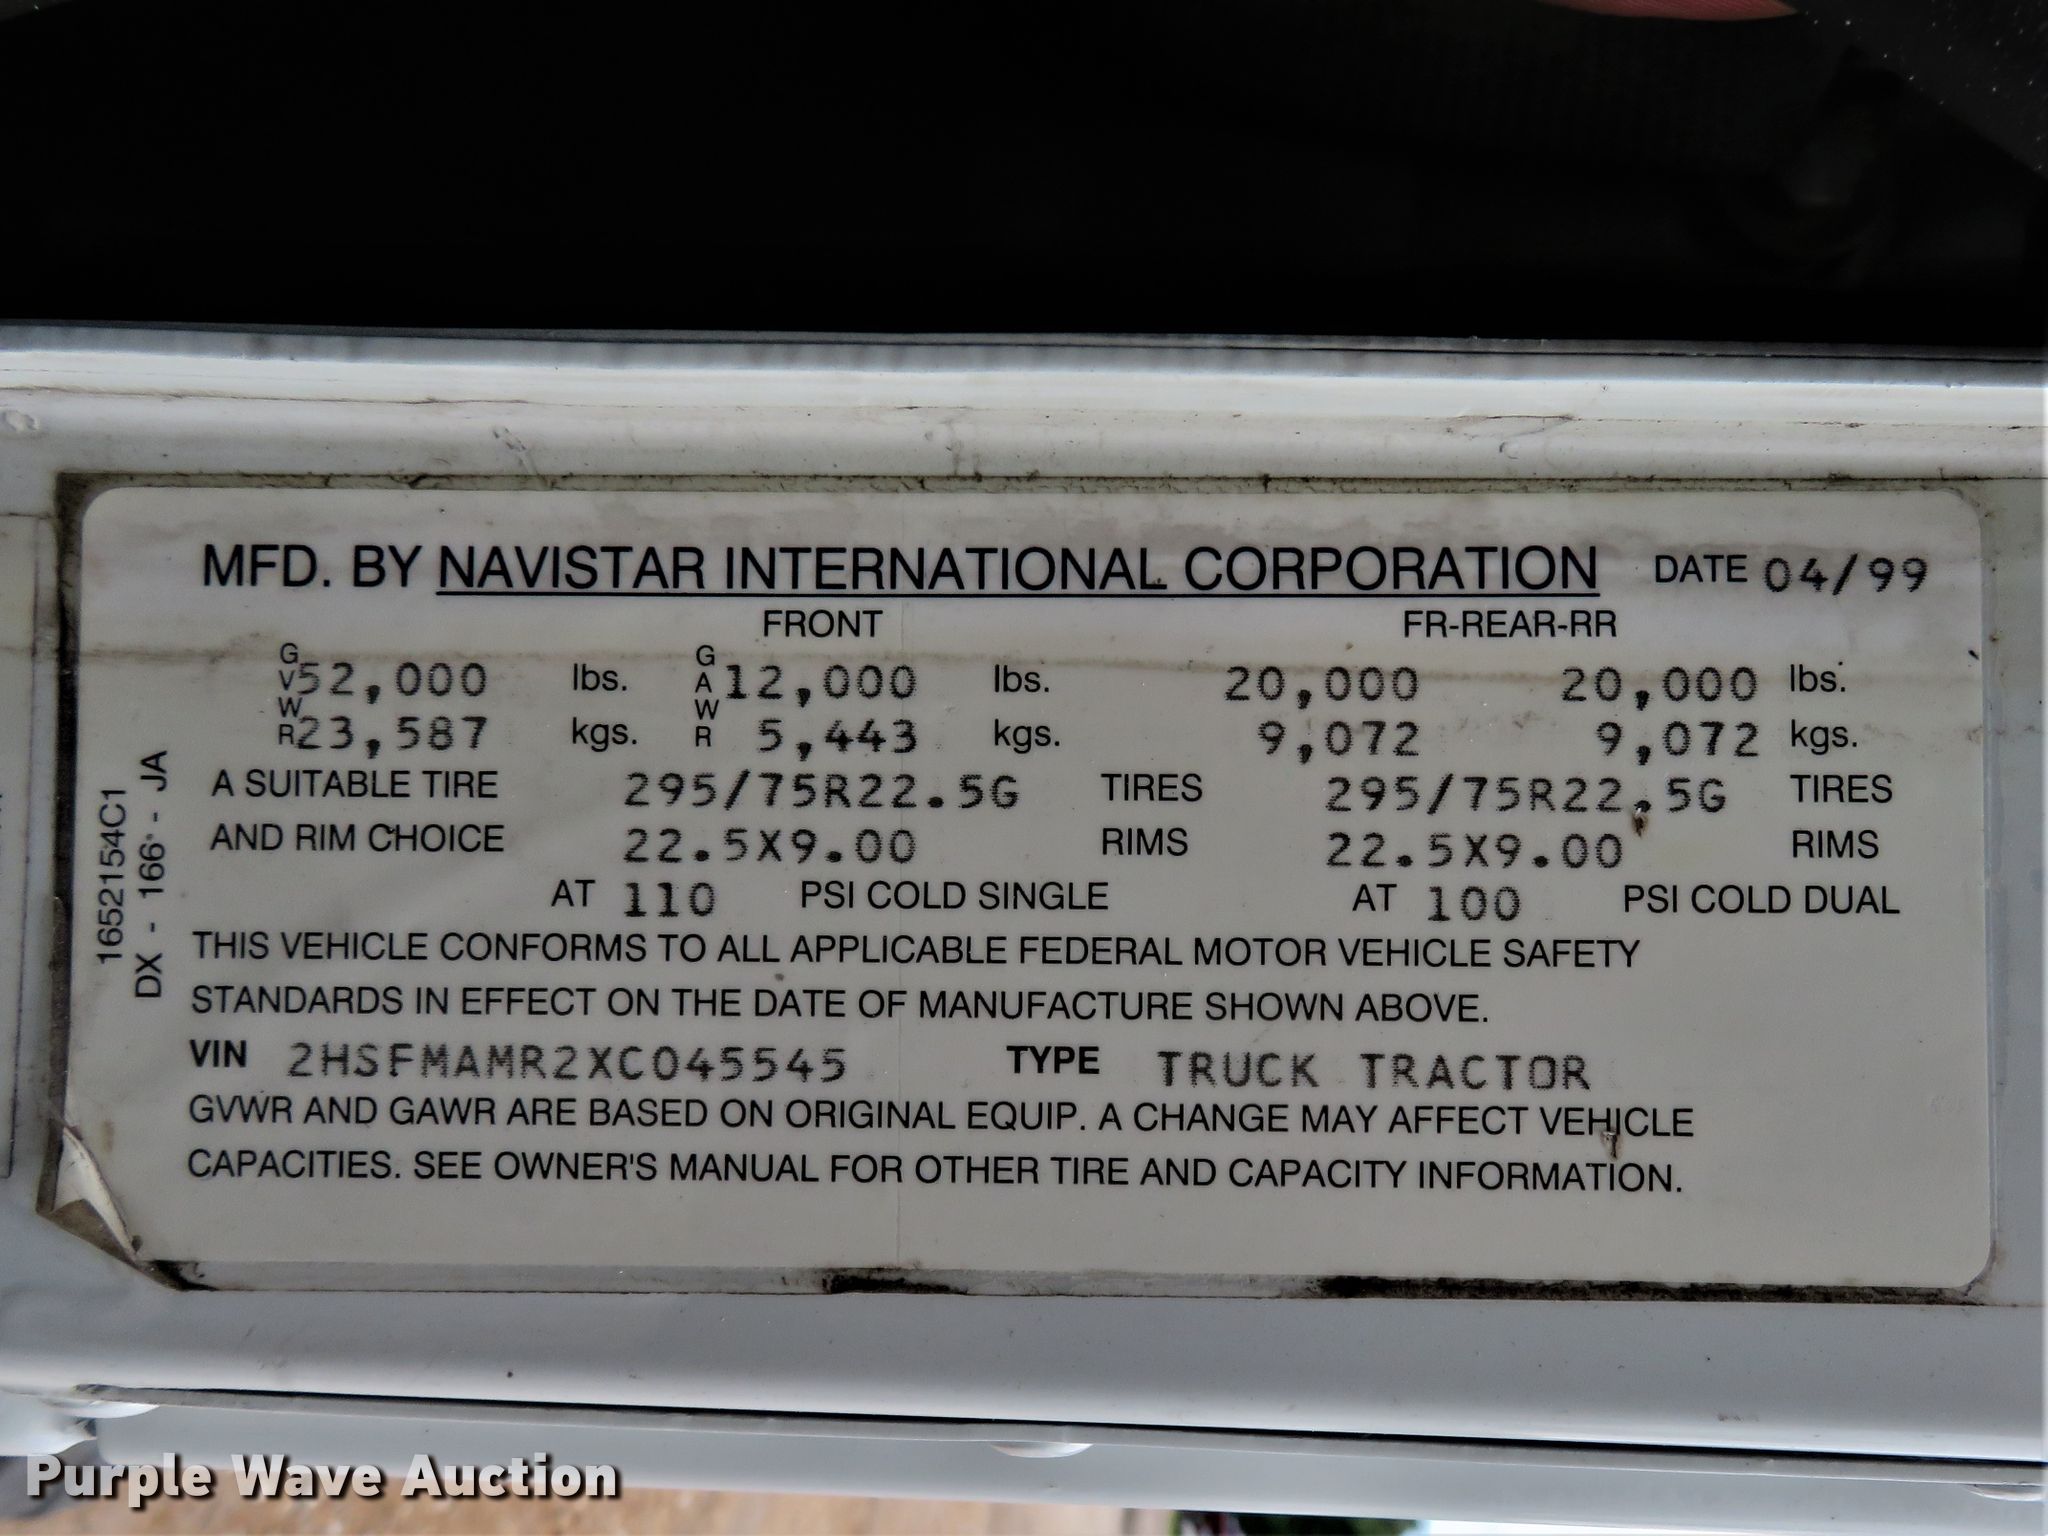 MFD. BY NAVISTAR INTERNATIONAL CORPORATION DATE 04/99
FRONT FR-REAR-RR
GVWR 52,000 lbs. GAWR 12,000 lbs. 20,000 20,000 lbs.
23,587 kgs. 5,443 kgs. 9,072 9,072 kgs.
A SUITABLE TIRE 295/75R22.5G TIRES 295/75R22.5G TIRES
AND RIM CHOICE 22.5X9.00 RIMS 22.5X9.00 RIMS
AT 110 PSI COLD SINGLE AT 100 PSI COLD DUAL
THIS VEHICLE CONFORMS TO ALL APPLICABLE FEDERAL MOTOR VEHICLE SAFETY
STANDARDS IN EFFECT ON THE DATE OF MANUFACTURE SHOWN ABOVE.
VIN 2HSFMAMR2XC045545 TYPE TRUCK TRACTOR
GVWR AND GAWR ARE BASED ON ORIGINAL EQUIP. A CHANGE MAY AFFECT VEHICLE
CAPACITIES. SEE OWNER'S MANUAL FOR OTHER TIRE AND CAPACITY INFORMATION.
1652154C1
DX - 166 - JA
Purple Wave Auction